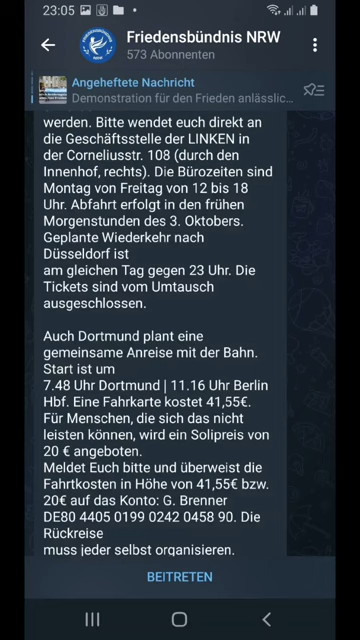 23:05
Friedensbündnis NRW
573 Abonnenten
Angeheftete Nachricht
Demonstration für den Frieden anlässlic...
werden. Bitte wendet euch direkt an
die Geschäftsstelle der LINKEN in
der Corneliusstr. 108 (durch den
Innenhof, rechts). Die Bürozeiten sind
Montag von Freitag von 12 bis 18
Uhr. Abfahrt erfolgt in den frühen
Morgenstunden des 3. Oktobers.
Geplante Wiederkehr nach
Düsseldorf ist
am gleichen Tag gegen 23 Uhr. Die
Tickets sind vom Umtausch
ausgeschlossen.
Auch Dortmund plant eine
gemeinsame Anreise mit der Bahn.
Start ist um
7.48 Uhr Dortmund | 11.16 Uhr Berlin
Hbf. Eine Fahrkarte kostet 41,55€.
Für Menschen, die sich das nicht
leisten können, wird ein Solipreis von
20 € angeboten.
Meldet Euch bitte und überweist die
Fahrtkosten in Höhe von 41,55€ bzw.
20€ auf das Konto: G. Brenner
DE80 4405 0199 0242 0458 90. Die
Rückreise
muss jeder selbst organisieren.
BEITRETEN